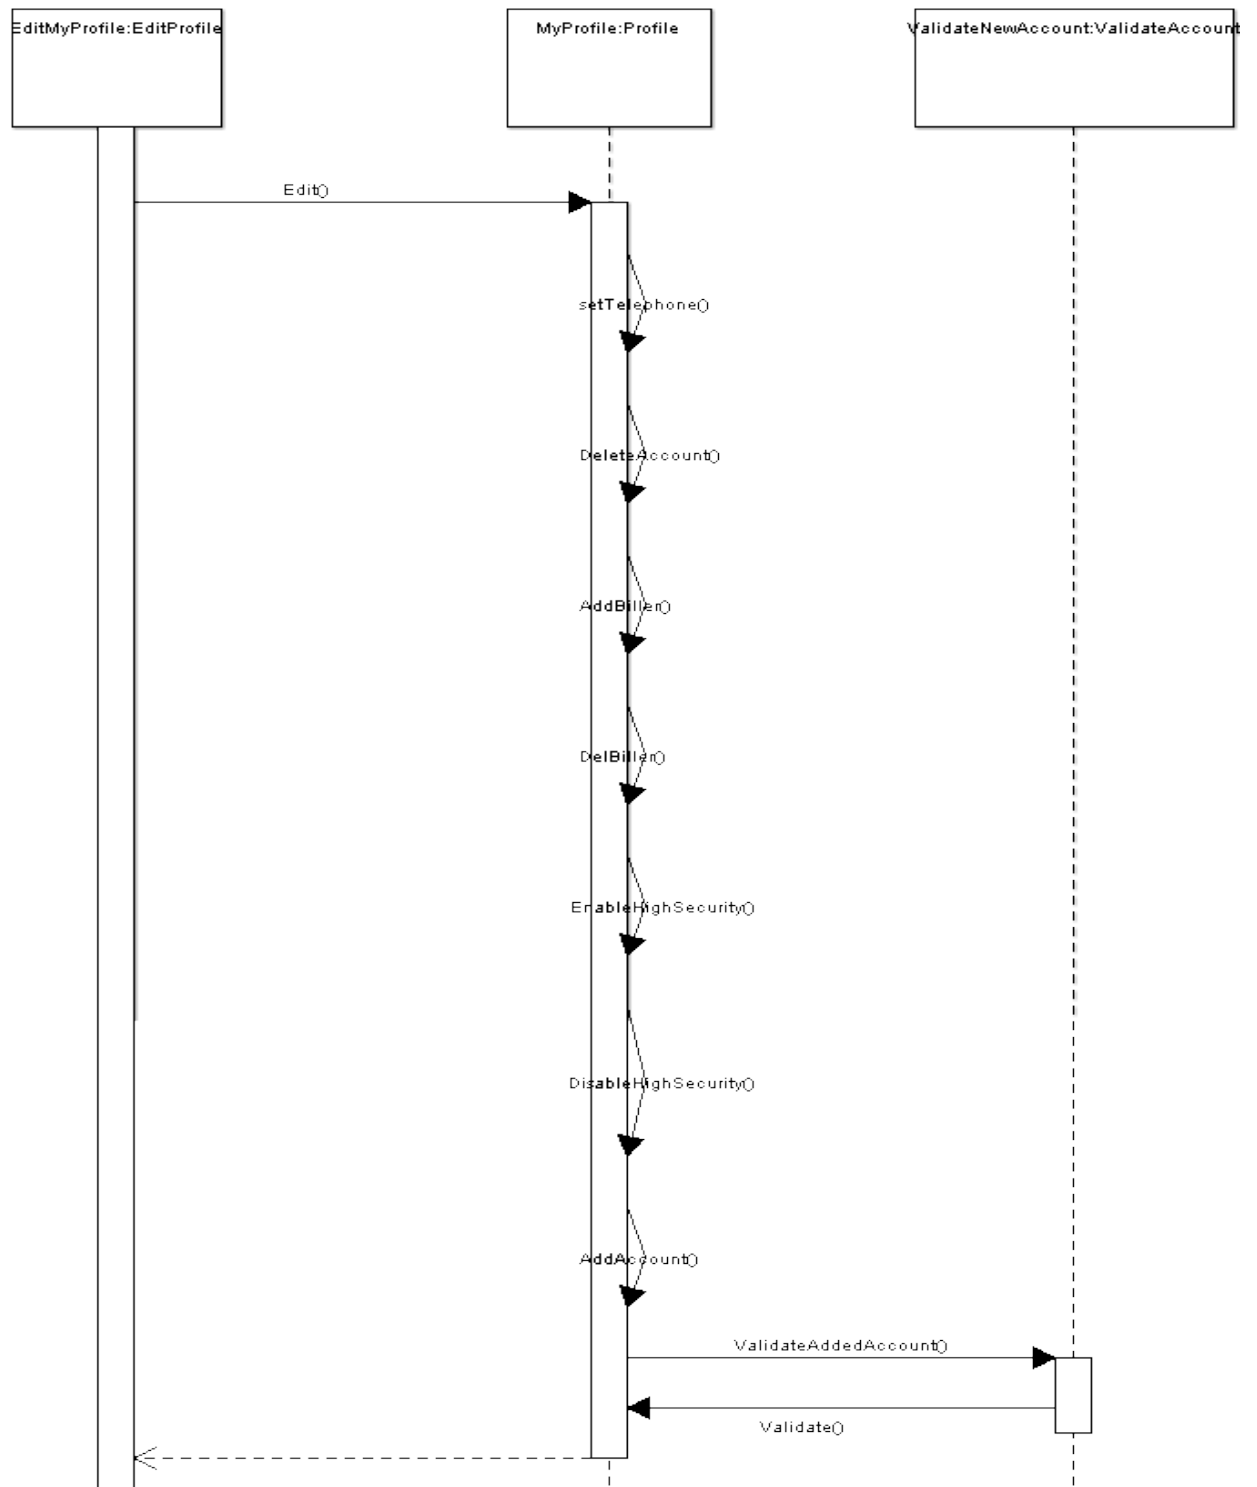 EditMyProfile:EditProfile
MyProfile:Profile
ValidateNewAccount:ValidateAccount
Edit()
setTelephone()
DeleteAccount()
AddBiller()
DelBiller()
EnableHighSecurity()
DisableHighSecurity()
AddAccount()
ValidateAddedAccount()
Validate()